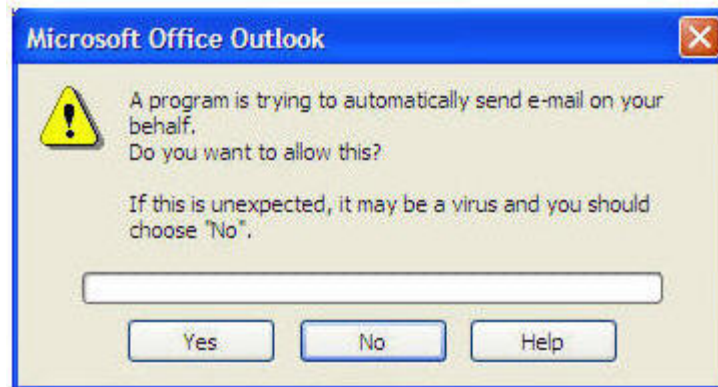 Microsoft Office Outlook
A program is trying to automatically send e-mail on your
behalf.
Do you want to allow this?
If this is unexpected, it may be a virus and you should
choose "No".
Yes No Help